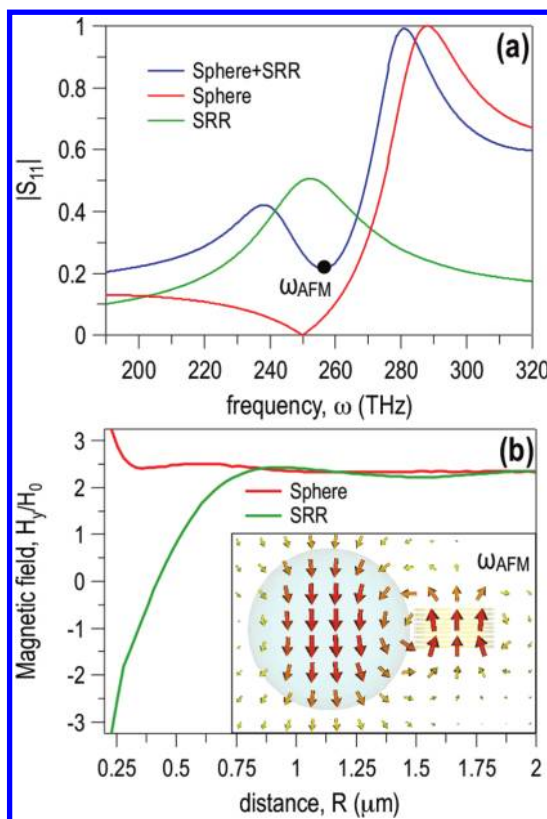 (a)
Sphere+SRR
Sphere
SRR
|S11|
1
0.8
0.6
0.4
0.2
0
ωAFM
200 220 240 260 280 300 320
frequency, ω (THz)
(b)
Sphere
SRR
Magnetic field, Hy/H0
3
2
1
0
-1
-2
-3
ωAFM
0.25 0.5 0.75 1 1.25 1.5 1.75 2
distance, R (μm)